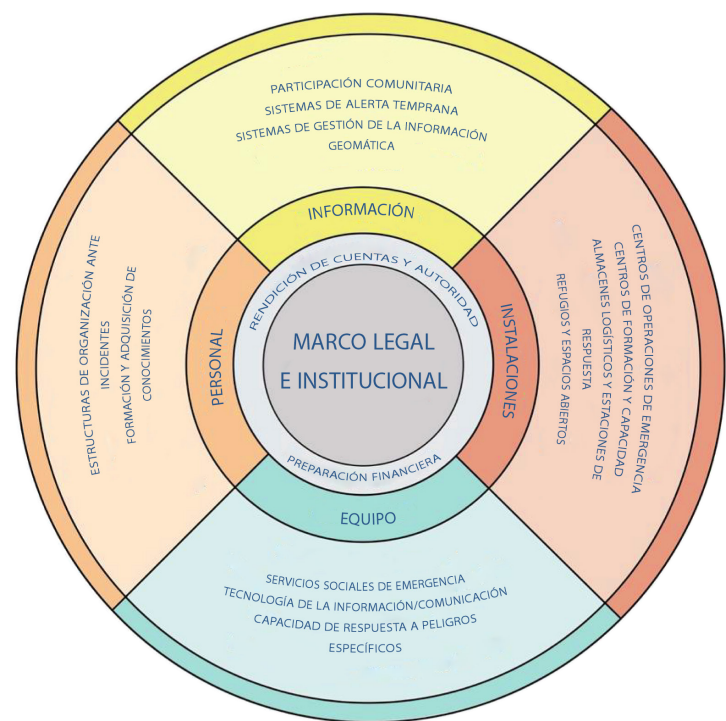 PARTICIPACIÓN COMUNITARIA
SISTEMAS DE ALERTA TEMPRANA
SISTEMAS DE GESTIÓN DE LA INFORMACIÓN
GEOMÁTICA
INFORMACIÓN
RENDICIÓN DE CUENTAS Y AUTORIDAD
MARCO LEGAL
E INSTITUCIONAL
PREPARACIÓN FINANCIERA
PERSONAL
ESTRUCTURAS DE ORGANIZACIÓN ANTE
INCIDENTES
FORMACIÓN Y ADQUISICIÓN DE
CONOCIMIENTOS
INSTALACIONES
CENTROS DE OPERACIONES DE EMERGENCIA
CENTROS DE FORMACIÓN Y CAPACIDAD
ALMACENES LOGÍSTICOS Y ESTACIONES DE
RESPUESTA
REFUGIOS Y ESPACIOS ABIERTOS
EQUIPO
SERVICIOS SOCIALES DE EMERGENCIA
TECNOLOGÍA DE LA INFORMACIÓN/COMUNICACIÓN
CAPACIDAD DE RESPUESTA A PELIGROS
ESPECÍFICOS